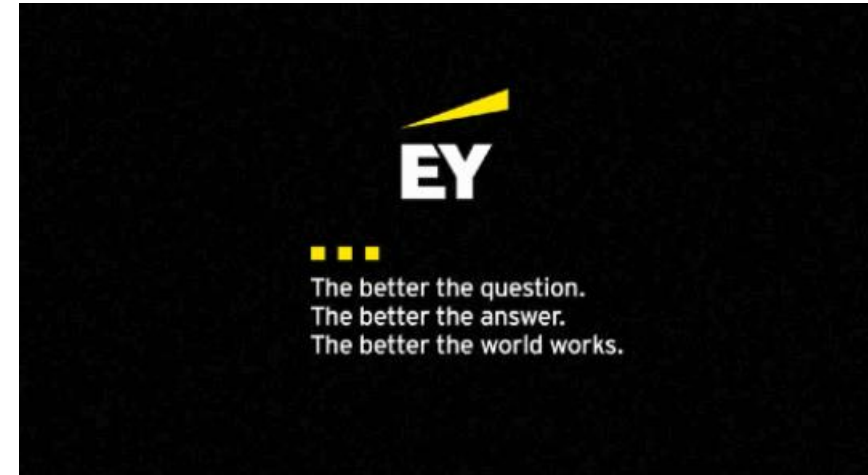 EY
The better the question.
The better the answer.
The better the world works.